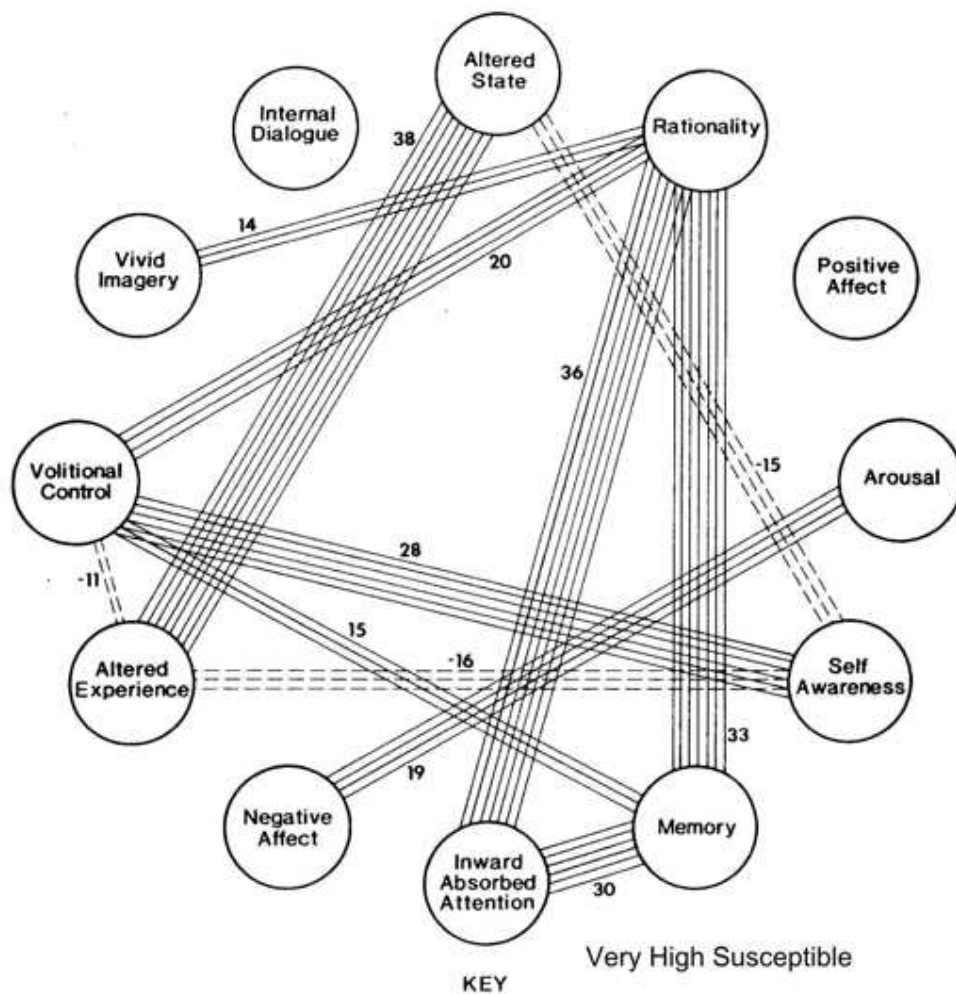 Altered
State
Internal
Dialogue
Rationality
38
14
Vivid
Imagery
20
Positive
Affect
36
-15
Volitional
Control
Arousal
28
-11
15
-16
Altered
Experience
Self
Awareness
33
19
Negative
Affect
Memory
Inward
Absorbed
Attention
30
Very High Susceptible
KEY